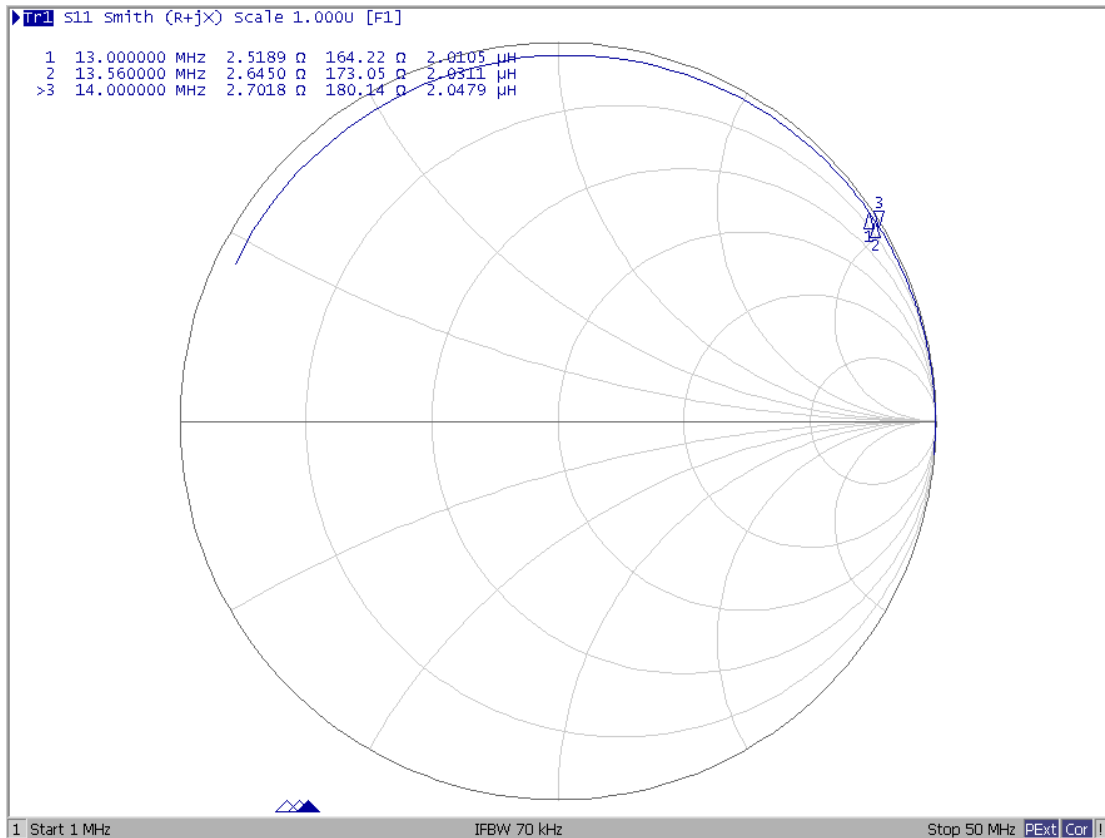 Tr1 S11 Smith (R+jX) Scale 1.000U [F1]
1 13.000000 MHz 2.5189 Ω 164.22 Ω 2.0105 µH
2 13.560000 MHz 2.6450 Ω 173.05 Ω 2.0311 µH
>3 14.000000 MHz 2.7018 Ω 180.14 Ω 2.0479 µH
3
1
2
1 Start 1 MHz IFBW 70 kHz Stop 50 MHz PExt Cor !